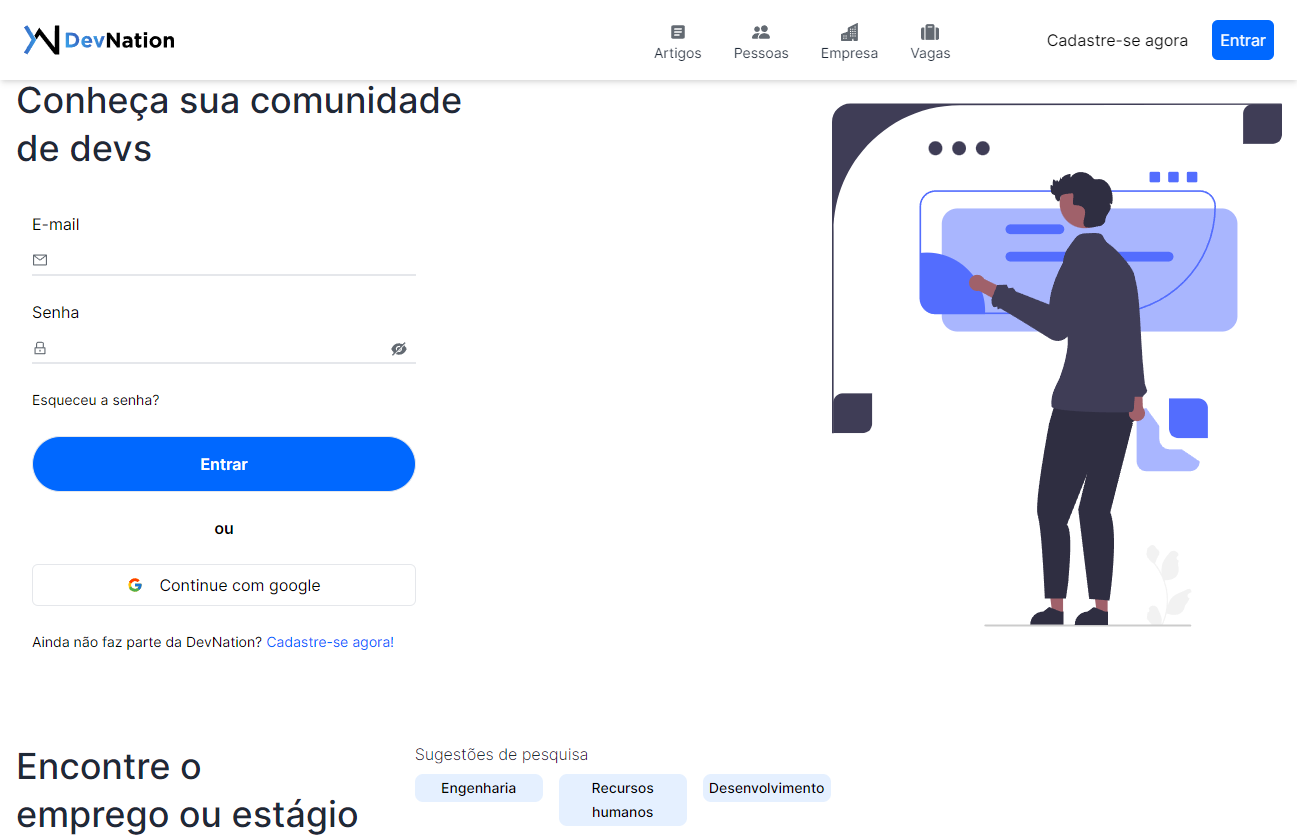 DevNation
Artigos
Pessoas
Empresa
Vagas
Cadastre-se agora
Entrar
Conheça sua comunidade
de devs
E-mail
Senha
Esqueceu a senha?
Entrar
ou
Continue com google
Ainda não faz parte da DevNation? Cadastre-se agora!
Encontre o
emprego ou estágio
Sugestões de pesquisa
Engenharia
Recursos
humanos
Desenvolvimento